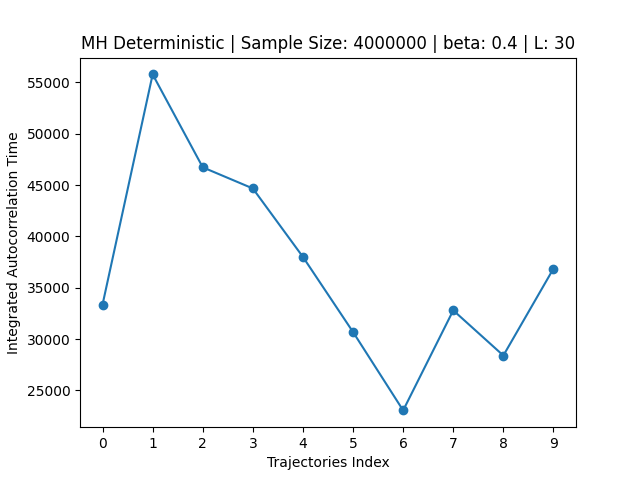 MH Deterministic | Sample Size: 4000000 | beta: 0.4 | L: 30
Integrated Autocorrelation Time
55000
50000
45000
40000
35000
30000
25000
0 1 2 3 4 5 6 7 8 9
Trajectories Index